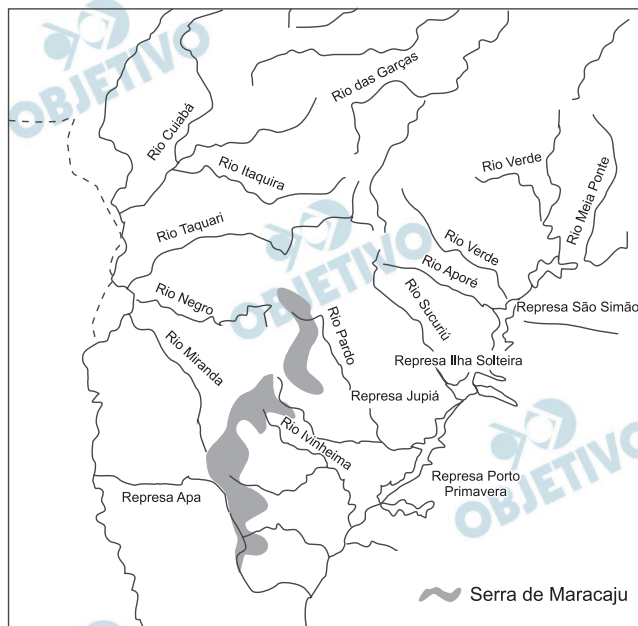 OBJETIVO
Rio das Garças
Rio Cuiabá
Rio Verde
Rio Itaquira
Rio Meia Ponte
Rio Taquari
OBJETIVO
Rio Verde
Rio Aporé
Rio Negro
Rio Sucuriú
Represa São Simão
Rio Pardo
Rio Miranda
Represa Ilha Solteira
Represa Jupiá
Rio Ivinheima
Represa Porto
Primavera
Represa Apa
OBJETIVO
Serra de Maracaju